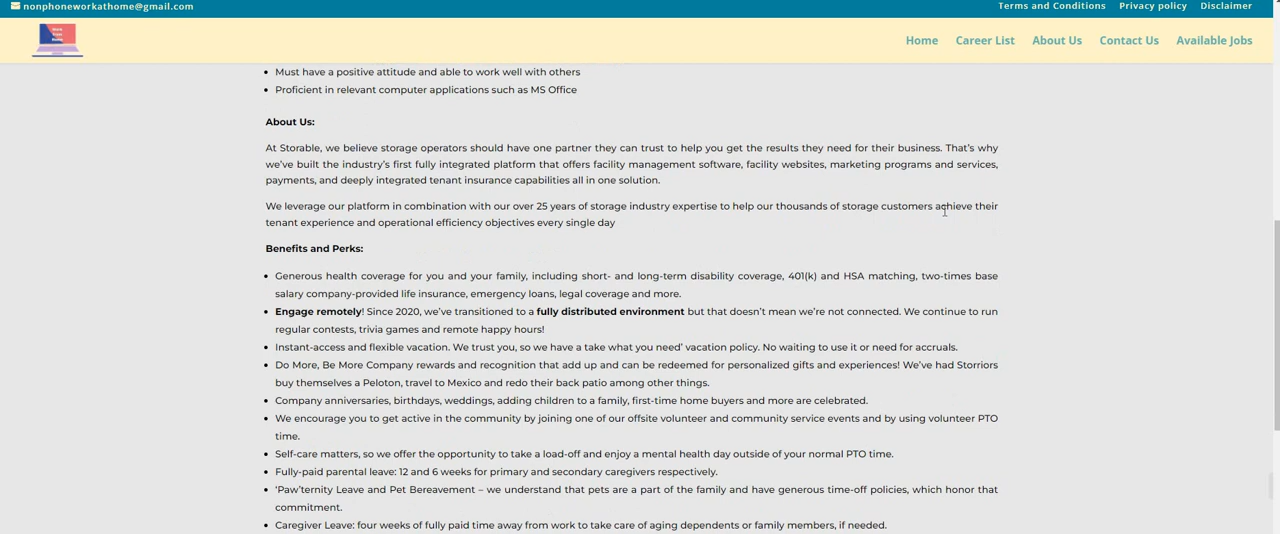 nonphoneworkathome@gmail.com
Terms and Conditions Privacy policy Disclaimer
Work
From
Home
Home Career List About Us Contact Us Available Jobs
• Must have a positive attitude and able to work well with others
• Proficient in relevant computer applications such as MS Office
About Us:
At Storable, we believe storage operators should have one partner they can trust to help you get the results they need for their business. That's why
we've built the industry's first fully integrated platform that offers facility management software, facility websites, marketing programs and services,
payments, and deeply integrated tenant insurance capabilities all in one solution.
We leverage our platform in combination with our over 25 years of storage industry expertise to help our thousands of storage customers achieve their
tenant experience and operational efficiency objectives every single day
Benefits and Perks:
• Generous health coverage for you and your family, including short- and long-term disability coverage, 401(k) and HSA matching, two-times base
salary company-provided life insurance, emergency loans, legal coverage and more.
• Engage remotely! Since 2020, we've transitioned to a fully distributed environment but that doesn't mean we're not connected. We continue to run
regular contests, trivia games and remote happy hours!
• Instant-access and flexible vacation. We trust you, so we have a take what you need' vacation policy. No waiting to use it or need for accruals.
• Do More, Be More Company rewards and recognition that add up and can be redeemed for personalized gifts and experiences! We've had Storriors
buy themselves a Peloton, travel to Mexico and redo their back patio among other things.
• Company anniversaries, birthdays, weddings, adding children to a family, first-time home buyers and more are celebrated.
• We encourage you to get active in the community by joining one of our offsite volunteer and community service events and by using volunteer PTO
time.
• Self-care matters, so we offer the opportunity to take a load-off and enjoy a mental health day outside of your normal PTO time.
• Fully-paid parental leave: 12 and 6 weeks for primary and secondary caregivers respectively.
• 'Paw'ternity Leave and Pet Bereavement – we understand that pets are a part of the family and have generous time-off policies, which honor that
commitment.
• Caregiver Leave: four weeks of fully paid time away from work to take care of aging dependents or family members, if needed.